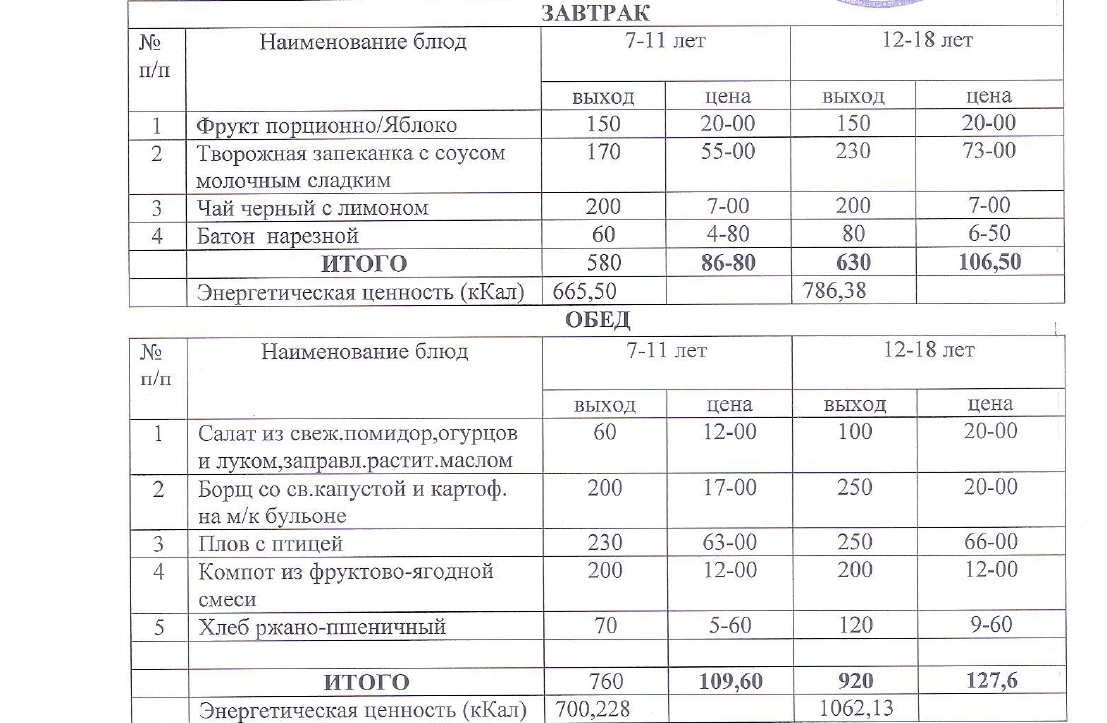 ЗАВТРАК
№ Наименование блюд 7-11 лет 12-18 лет
п/п
выход цена выход цена
1 Фрукт порционно/Яблоко 150 20-00 150 20-00
2 Творожная запеканка с соусом 170 55-00 230 73-00
молочным сладким
3 Чай черный с лимоном 200 7-00 200 7-00
4 Батон нарезной 60 4-80 80 6-50
ИТОГО 580 86-80 630 106,50
Энергетическая ценность (кКал) 665,50 786,38
ОБЕД
№ Наименование блюд 7-11 лет 12-18 лет
п/п
выход цена выход цена
1 Салат из свеж.помидор,огурцов 60 12-00 100 20-00
и луком,заправл.растит.маслом
2 Борщ со св.капустой и картоф. 200 17-00 250 20-00
на м/к бульоне
3 Плов с птицей 230 63-00 250 66-00
4 Компот из фруктово-ягодной 200 12-00 200 12-00
смеси
5 Хлеб ржано-пшеничный 70 5-60 120 9-60
ИТОГО 760 109,60 920 127,6
Энергетическая ценность (кКал) 700,228 1062,13